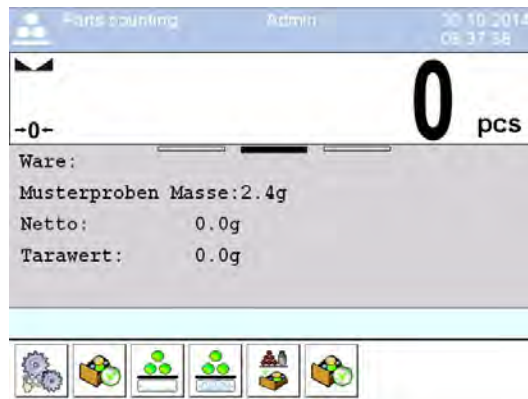 Parts counting Admin 30.10.2014
08:37:38
0 pcs
→0←
Ware:
Musterproben Masse:2.4g
Netto: 0.0g
Tarawert: 0.0g